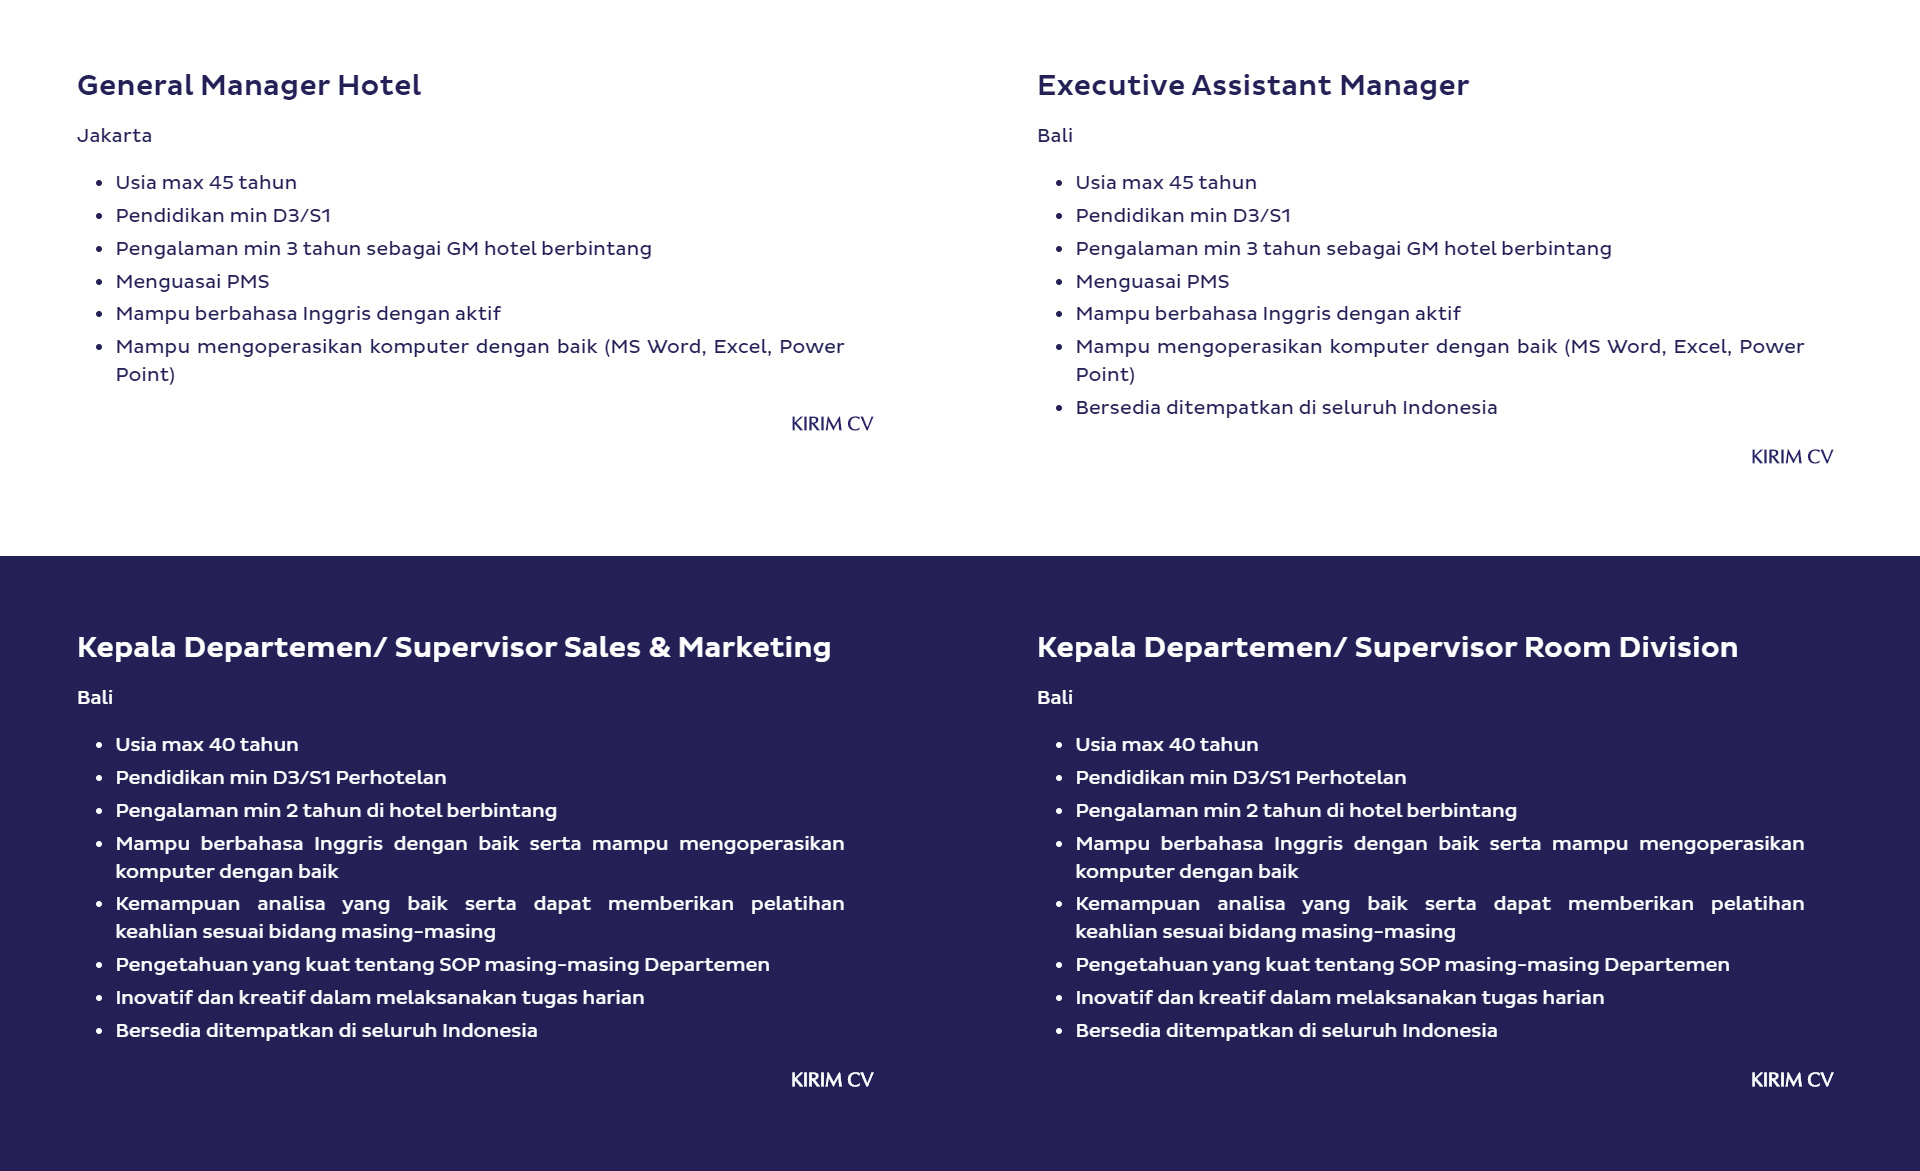 General Manager Hotel
Jakarta
• Usia max 45 tahun
• Pendidikan min D3/S1
• Pengalaman min 3 tahun sebagai GM hotel berbintang
• Menguasai PMS
• Mampu berbahasa Inggris dengan aktif
• Mampu mengoperasikan komputer dengan baik (MS Word, Excel, Power
Point)
KIRIM CV
Executive Assistant Manager
Bali
• Usia max 45 tahun
• Pendidikan min D3/S1
• Pengalaman min 3 tahun sebagai GM hotel berbintang
• Menguasai PMS
• Mampu berbahasa Inggris dengan aktif
• Mampu mengoperasikan komputer dengan baik (MS Word, Excel, Power
Point)
• Bersedia ditempatkan di seluruh Indonesia
KIRIM CV
Kepala Departemen/ Supervisor Sales & Marketing
Bali
• Usia max 40 tahun
• Pendidikan min D3/S1 Perhotelan
• Pengalaman min 2 tahun di hotel berbintang
• Mampu berbahasa Inggris dengan baik serta mampu mengoperasikan
komputer dengan baik
• Kemampuan analisa yang baik serta dapat memberikan pelatihan
keahlian sesuai bidang masing-masing
• Pengetahuan yang kuat tentang SOP masing-masing Departemen
• Inovatif dan kreatif dalam melaksanakan tugas harian
• Bersedia ditempatkan di seluruh Indonesia
KIRIM CV
Kepala Departemen/ Supervisor Room Division
Bali
• Usia max 40 tahun
• Pendidikan min D3/S1 Perhotelan
• Pengalaman min 2 tahun di hotel berbintang
• Mampu berbahasa Inggris dengan baik serta mampu mengoperasikan
komputer dengan baik
• Kemampuan analisa yang baik serta dapat memberikan pelatihan
keahlian sesuai bidang masing-masing
• Pengetahuan yang kuat tentang SOP masing-masing Departemen
• Inovatif dan kreatif dalam melaksanakan tugas harian
• Bersedia ditempatkan di seluruh Indonesia
KIRIM CV